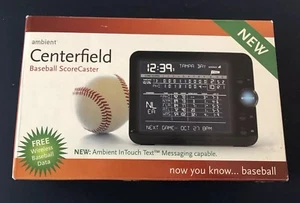 ambient
Centerfield
Baseball ScoreCaster
NEW
12:39
TAMPA BAY
NL
NEXT GAME- OCT 27 8PM
FREE
Wireless
Baseball
Data
NEW: Ambient InTouch Text™ Messaging capable.
now you know... baseball